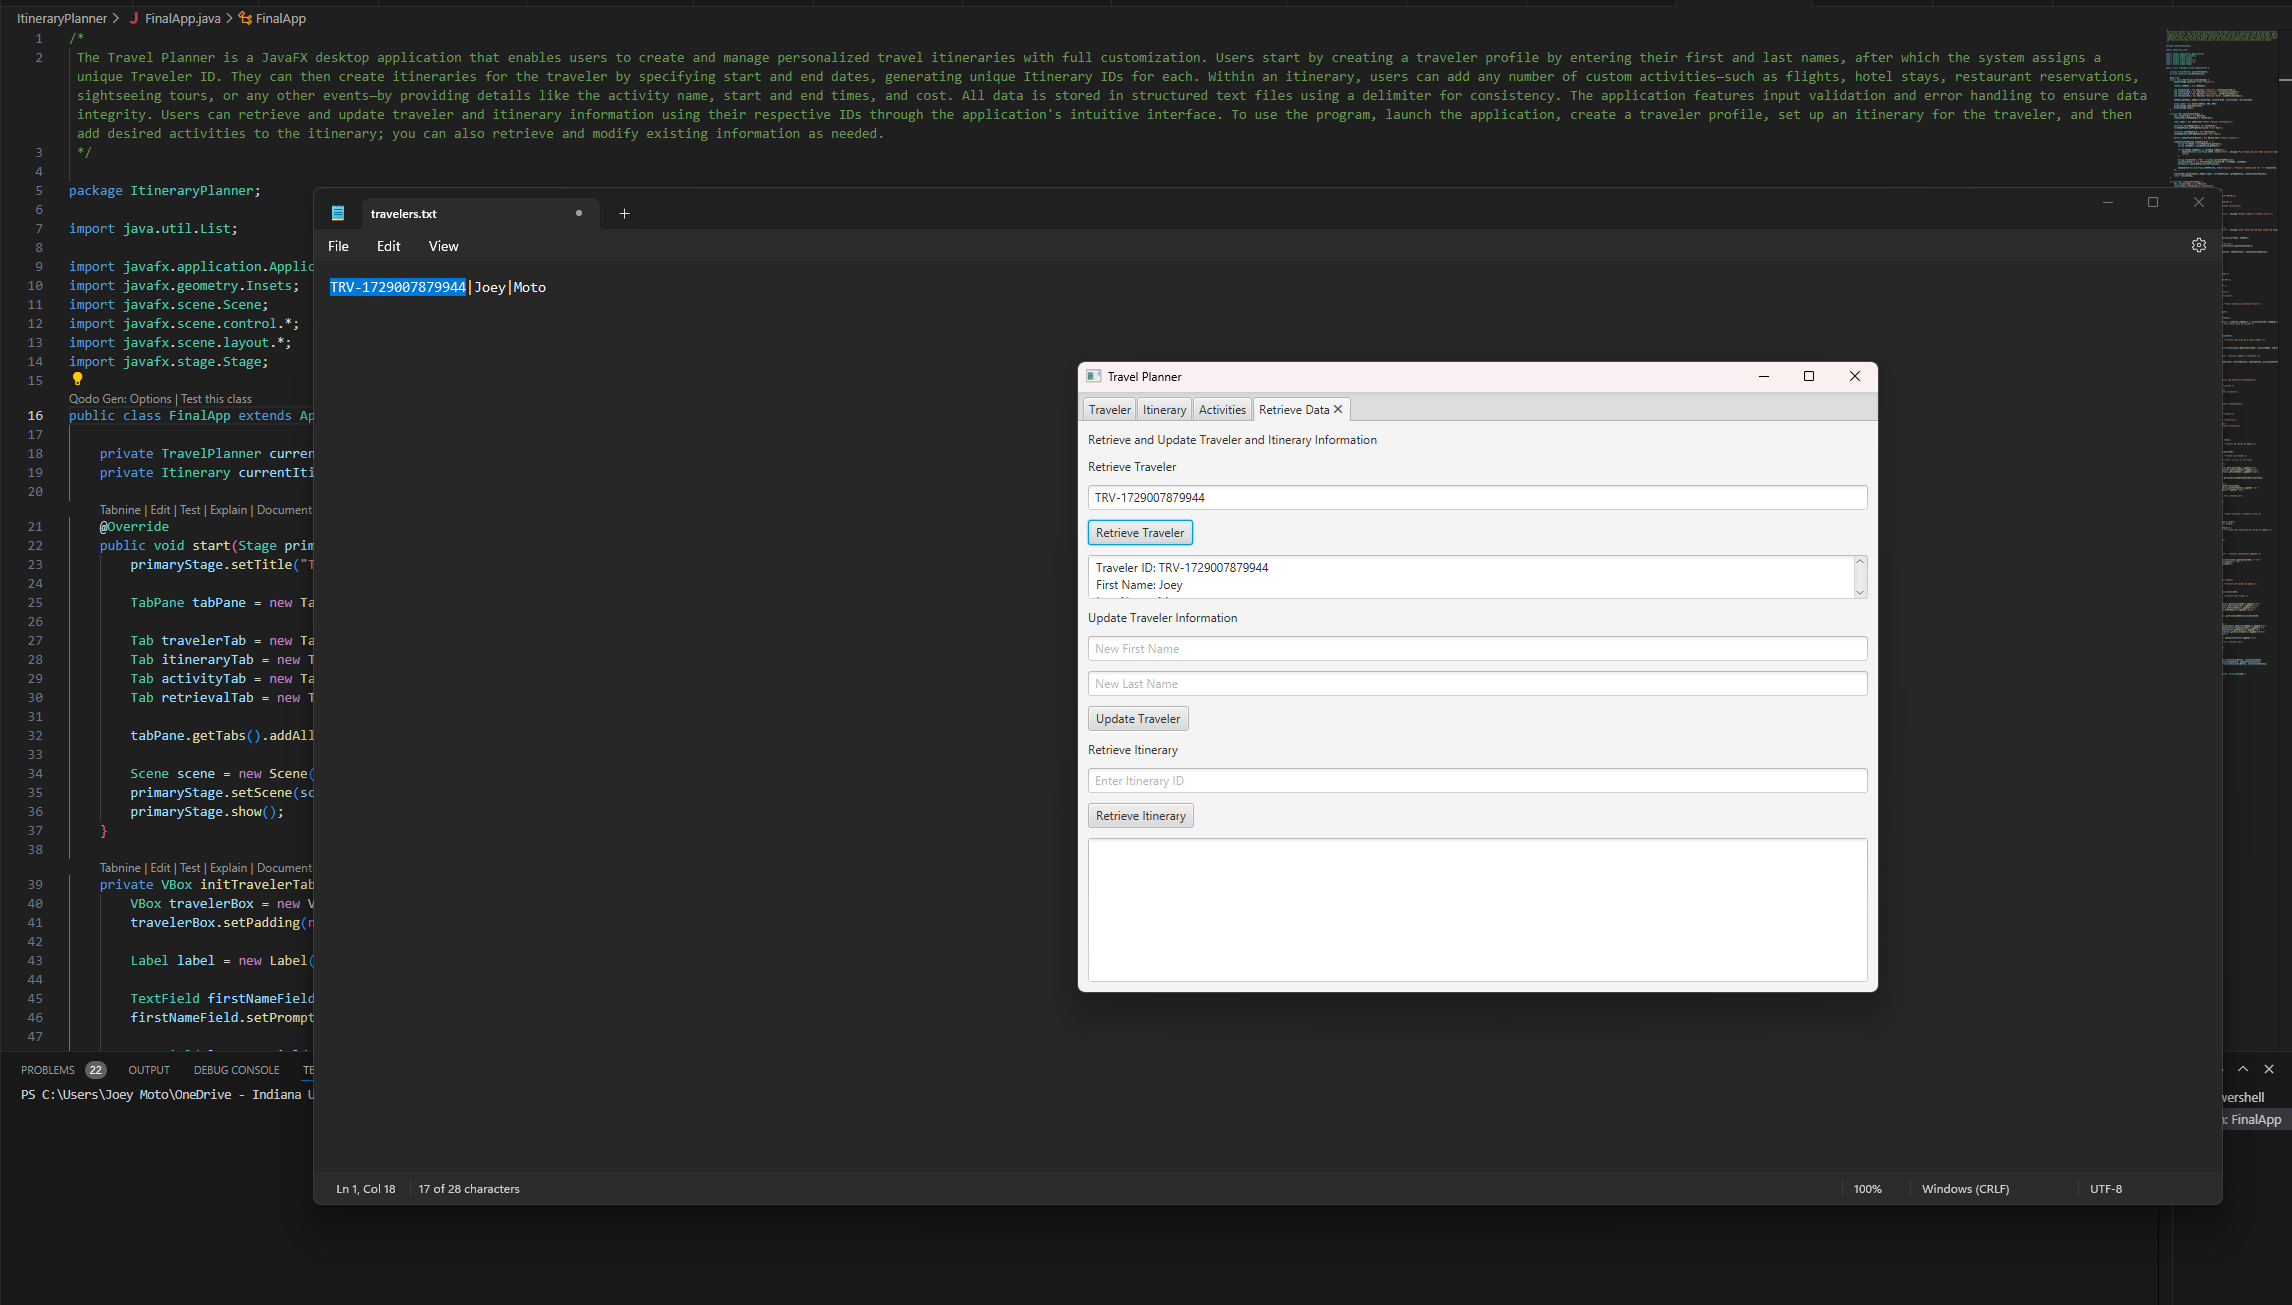 ItineraryPlanner > FinalApp.java > FinalApp
1 /*
2 The Travel Planner is a JavaFX desktop application that enables users to create and manage personalized travel itineraries with full customization. Users start by creating a traveler profile by entering their first and last names, after which the system assigns a
unique Traveler ID. They can then create itineraries for the traveler by specifying start and end dates, generating unique Itinerary IDs for each. Within an itinerary, users can add any number of custom activities—such as flights, hotel stays, restaurant reservations,
sightseeing tours, or any other events—by providing details like the activity name, start and end times, and cost. All data is stored in structured text files using a delimiter for consistency. The application features input validation and error handling to ensure data
integrity. Users can retrieve and update traveler and itinerary information using their respective IDs through the application's intuitive interface. To use the program, launch the application, create a traveler profile, set up an itinerary for the traveler, and then
add desired activities to the itinerary; you can also retrieve and modify existing information as needed.
3 */
4
5 package ItineraryPlanner;
6
7 import java.util.List;
8
9 import javafx.application.Applic
10 import javafx.geometry.Insets;
11 import javafx.scene.Scene;
12 import javafx.scene.control.*;
13 import javafx.scene.layout.*;
14 import javafx.stage.Stage;
15
Qodo Gen: Options | Test this class
16 public class FinalApp extends Ap
17
18 private TravelPlanner curren
19 private Itinerary currentIti
20
Tabnine | Edit | Test | Explain | Document
21 @Override
22 public void start(Stage prim
23 primaryStage.setTitle("T
24
25 TabPane tabPane = new Ta
26
27 Tab travelerTab = new Ta
28 Tab itineraryTab = new T
29 Tab activityTab = new Ta
30 Tab retrievalTab = new T
31
32 tabPane.getTabs().addAll
33
34 Scene scene = new Scene(
35 primaryStage.setScene(sc
36 primaryStage.show();
37 }
38
Tabnine | Edit | Test | Explain | Document
39 private VBox initTravelerTab
40 VBox travelerBox = new V
41 travelerBox.setPadding(n
42
43 Label label = new Label(
44
45 TextField firstNameField
46 firstNameField.setPrompt
47
PROBLEMS 22 OUTPUT DEBUG CONSOLE TE
PS C:\Users\Joey Moto\OneDrive - Indiana U
wershell
: FinalApp
travelers.txt
File Edit View
TRV-1729007879944|Joey|Moto
Ln 1, Col 18 17 of 28 characters 100% Windows (CRLF) UTF-8
Travel Planner
Traveler Itinerary Activities Retrieve Data
Retrieve and Update Traveler and Itinerary Information
Retrieve Traveler
TRV-1729007879944
Retrieve Traveler
Traveler ID: TRV-1729007879944
First Name: Joey
Update Traveler Information
New First Name
New Last Name
Update Traveler
Retrieve Itinerary
Enter Itinerary ID
Retrieve Itinerary